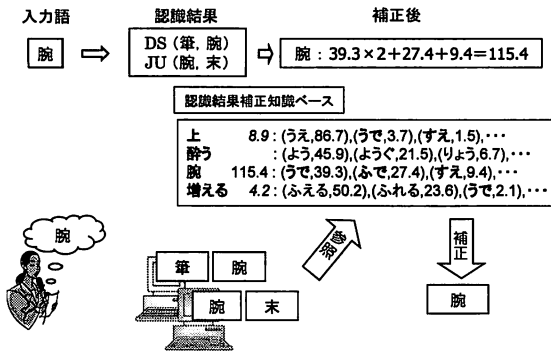 入力語 認識結果 補正後
腕
DS (筆, 腕)
JU (腕, 末)
腕：39.3×2+27.4+9.4＝115.4
認識結果補正知識ベース
上 8.9：(うえ,86.7),(うで,3.7),(すえ,1.5),･･･
酔う ：(よう,45.9),(ようぐ,21.5),(りょう,6.7),･･･
腕 115.4：(うで,39.3),(ふで,27.4),(すえ,9.4),･･･
増える 4.2：(ふえる,50.2),(ふれる,23.6),(うで,2.1),･･･
腕
筆 腕
腕 末
参照
補正
腕